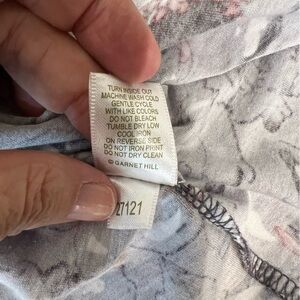 TURN INSIDE OUT
MACHINE WASH COLD
GENTLE CYCLE
WITH LIKE COLORS
DO NOT BLEACH
TUMBLE DRY LOW
COOL IRON
ON REVERSE SIDE
DO NOT IRON PRINT
DO NOT DRY CLEAN
@ GARNET HILL
27121